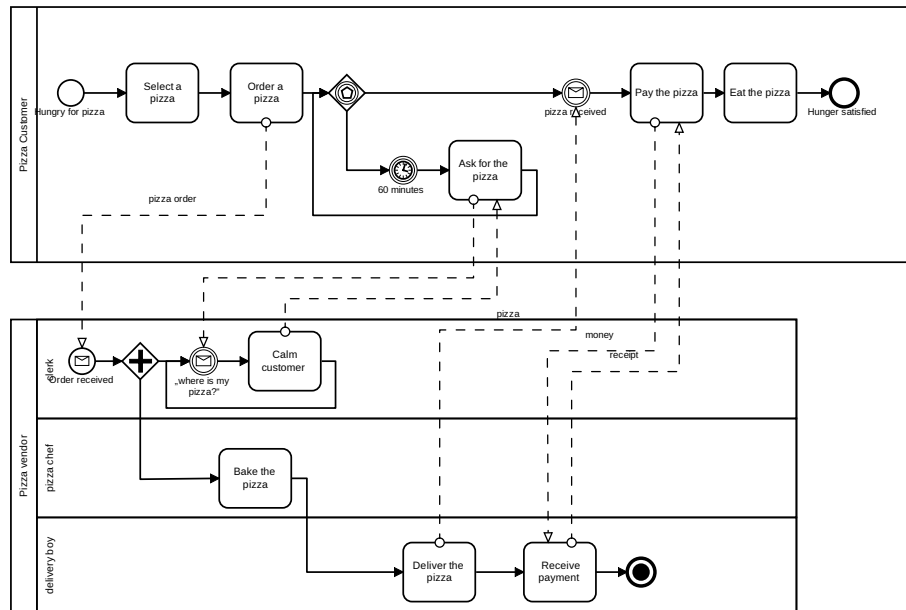 Pizza Customer
Hungry for pizza
Select a
pizza
Order a
pizza
pizza received
Pay the pizza
Eat the pizza
Hunger satisfied
60 minutes
Ask for the
pizza
pizza order
pizza
money
receipt
Pizza vendor
clerk
Order received
„where is my
pizza?“
Calm
customer
pizza chef
Bake the
pizza
delivery boy
Deliver the
pizza
Receive
payment